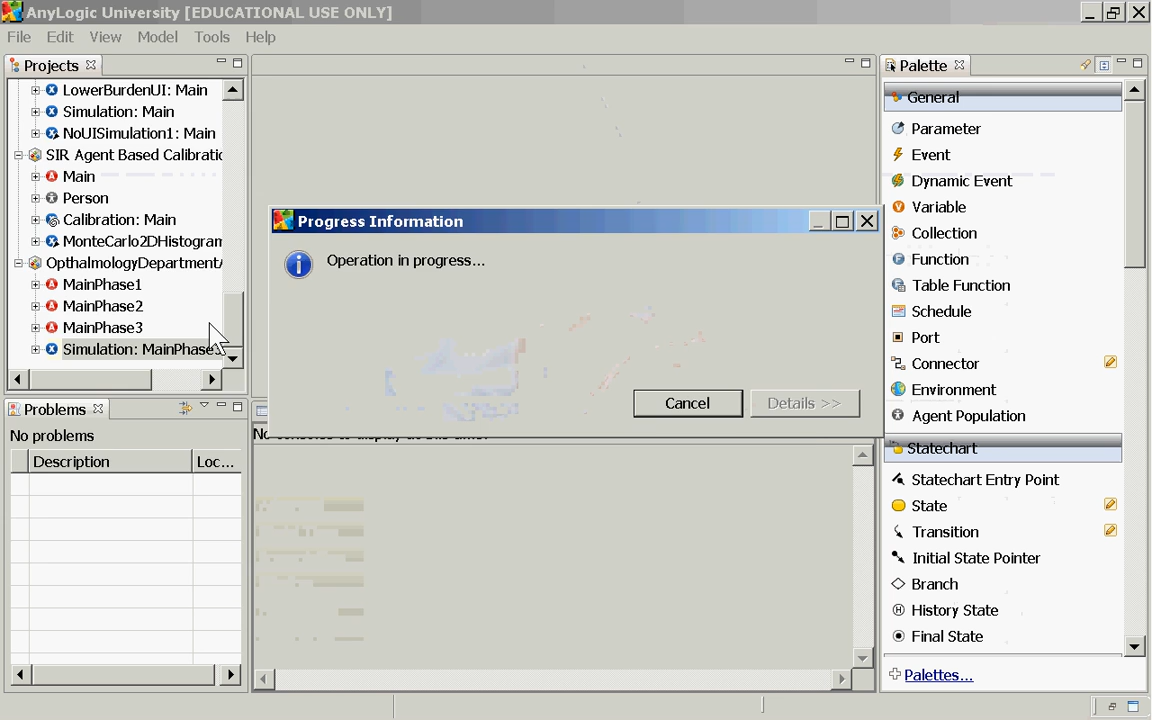 AnyLogic University [EDUCATIONAL USE ONLY]
File Edit View Model Tools Help
Projects
LowerBurdenUI: Main
Simulation: Main
NoUISimulation1: Main
SIR Agent Based Calibratio
Main
Person
Calibration: Main
MonteCarlo2DHistogram
OpthalmologyDepartment
MainPhase1
MainPhase2
MainPhase3
Simulation: MainPhase
Problems
No problems
Description Loc...
Progress Information
Operation in progress...
Cancel Details >>
Palette
General
Parameter
Event
Dynamic Event
Variable
Collection
Function
Table Function
Schedule
Port
Connector
Environment
Agent Population
Statechart
Statechart Entry Point
State
Transition
Initial State Pointer
Branch
History State
Final State
Palettes...